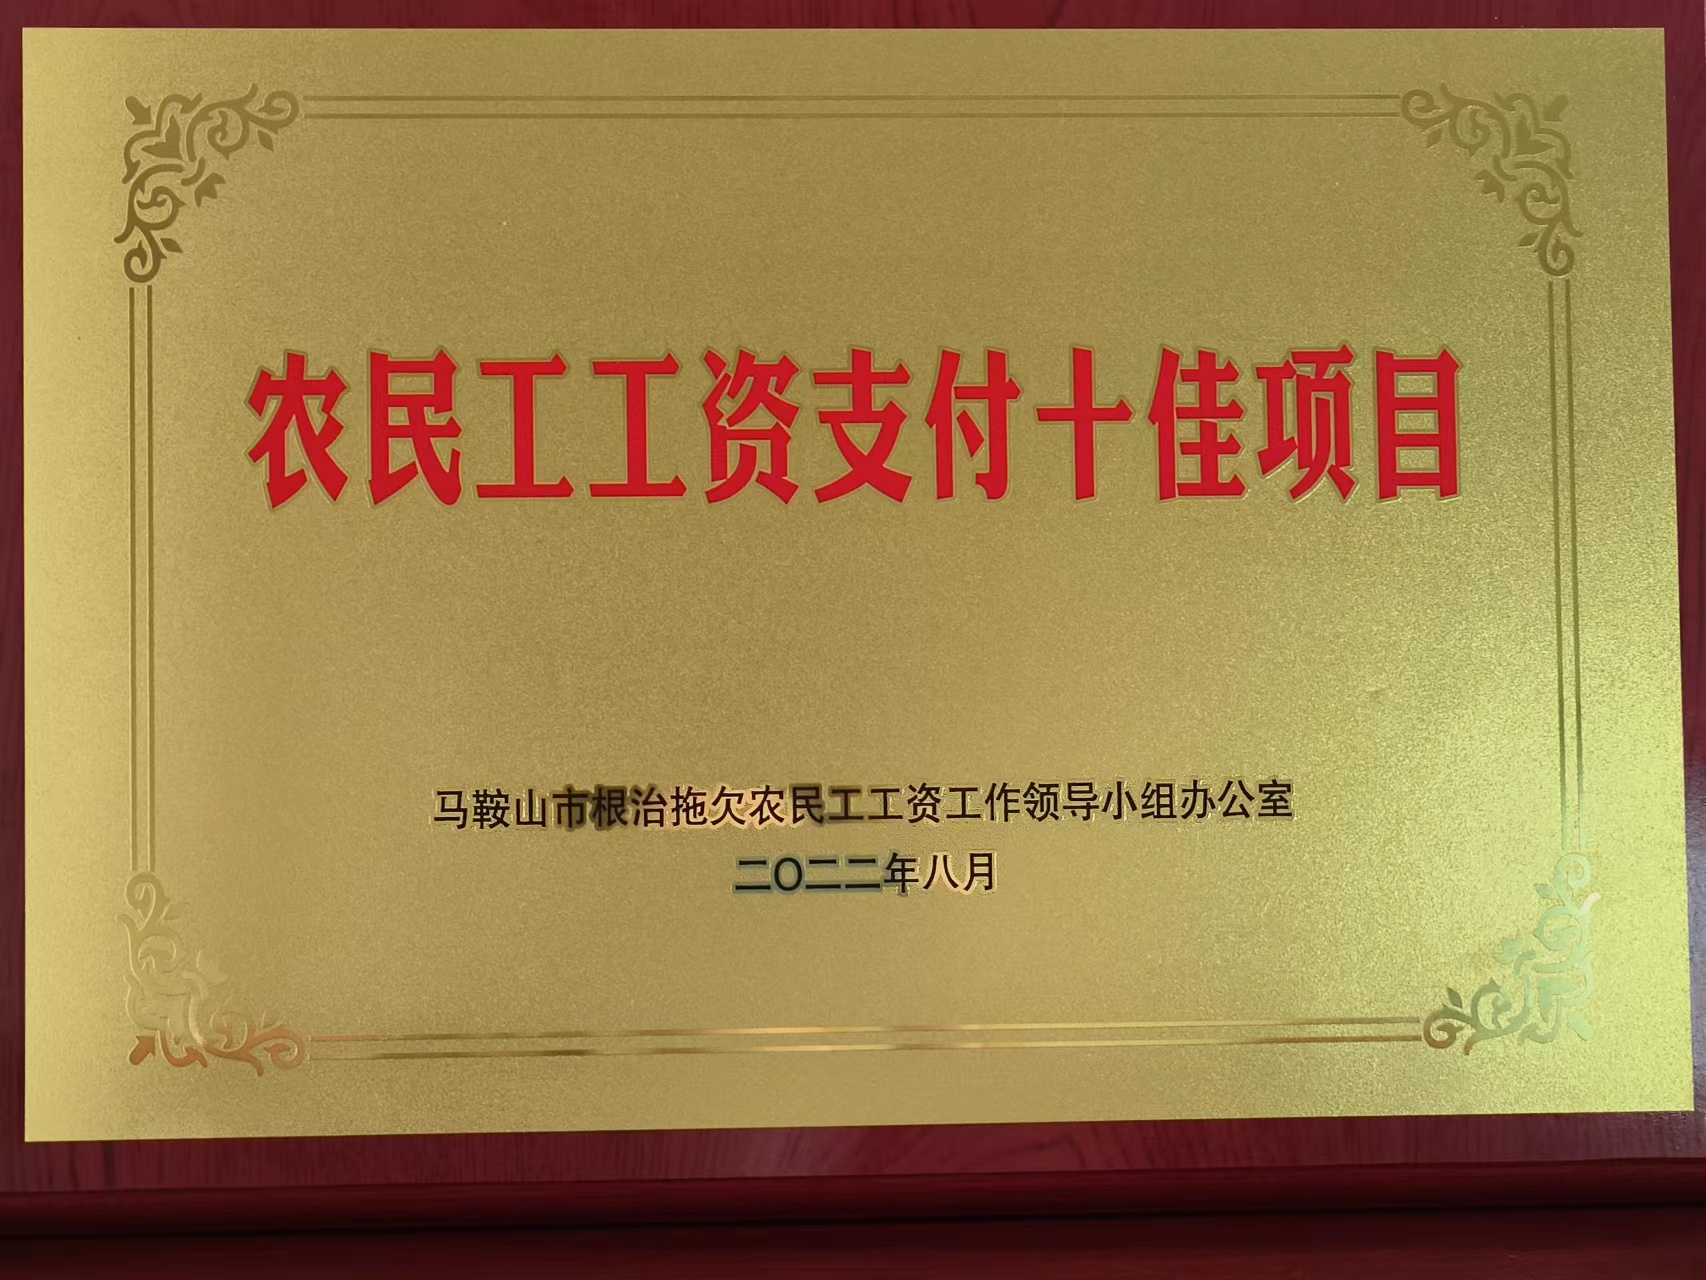 农民工工资支付十佳项目
马鞍山市根治拖欠农民工工资工作领导小组办公室
二〇二二年八月